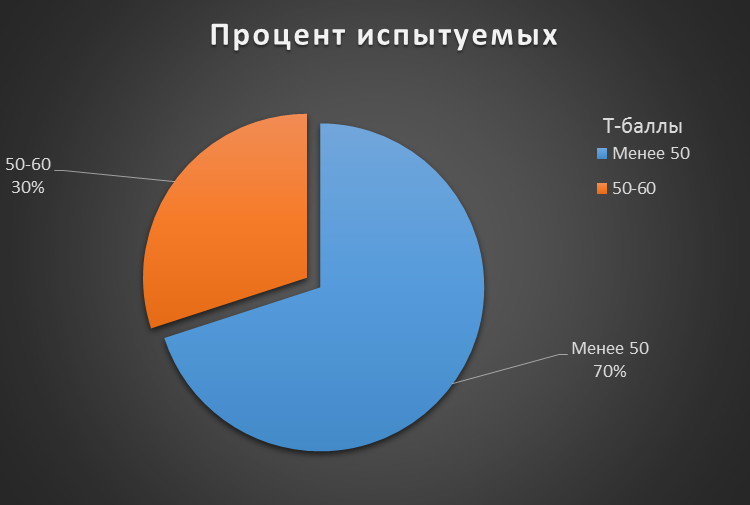 Процент испытуемых
Т-баллы
Менее 50
50-60
50-60
30%
Менее 50
70%